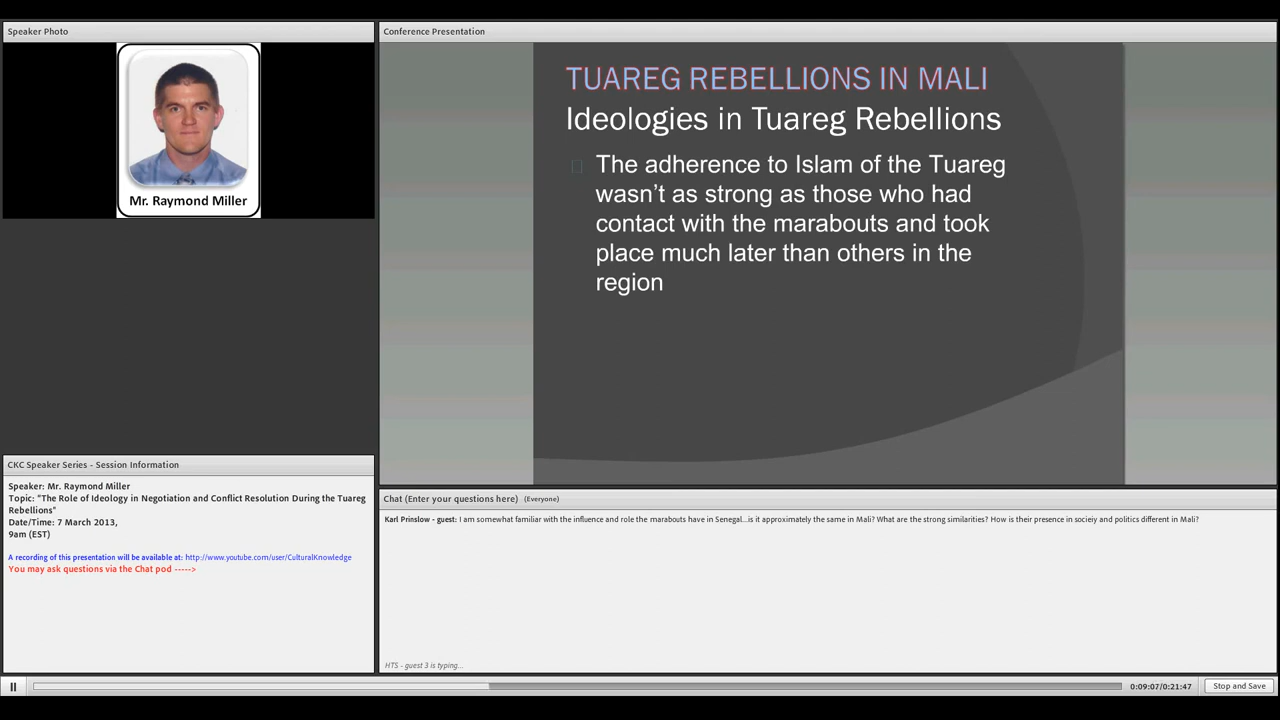 Speaker Photo
Mr. Raymond Miller
CKC Speaker Series - Session Information
Speaker: Mr. Raymond Miller
Topic: "The Role of Ideology in Negotiation and Conflict Resolution During the Tuareg
Rebellions"
Date/Time: 7 March 2013,
9am (EST)
A recording of this presentation will be available at: http://www.youtube.com/user/CulturalKnowledge
You may ask questions via the Chat pod ----->
Conference Presentation
TUAREG REBELLIONS IN MALI
Ideologies in Tuareg Rebellions
The adherence to Islam of the Tuareg
wasn't as strong as those who had
contact with the marabouts and took
place much later than others in the
region
Chat (Enter your questions here) (Everyone)
Karl Prinslow - guest: I am somewhat familiar with the influence and role the marabouts have in Senegal...is it approximately the same in Mali? What are the strong similarities? How is their presence in sociey and politics different in Mali?
HTS - guest 3 is typing...
0:09:07/0:21:47
Stop and Save